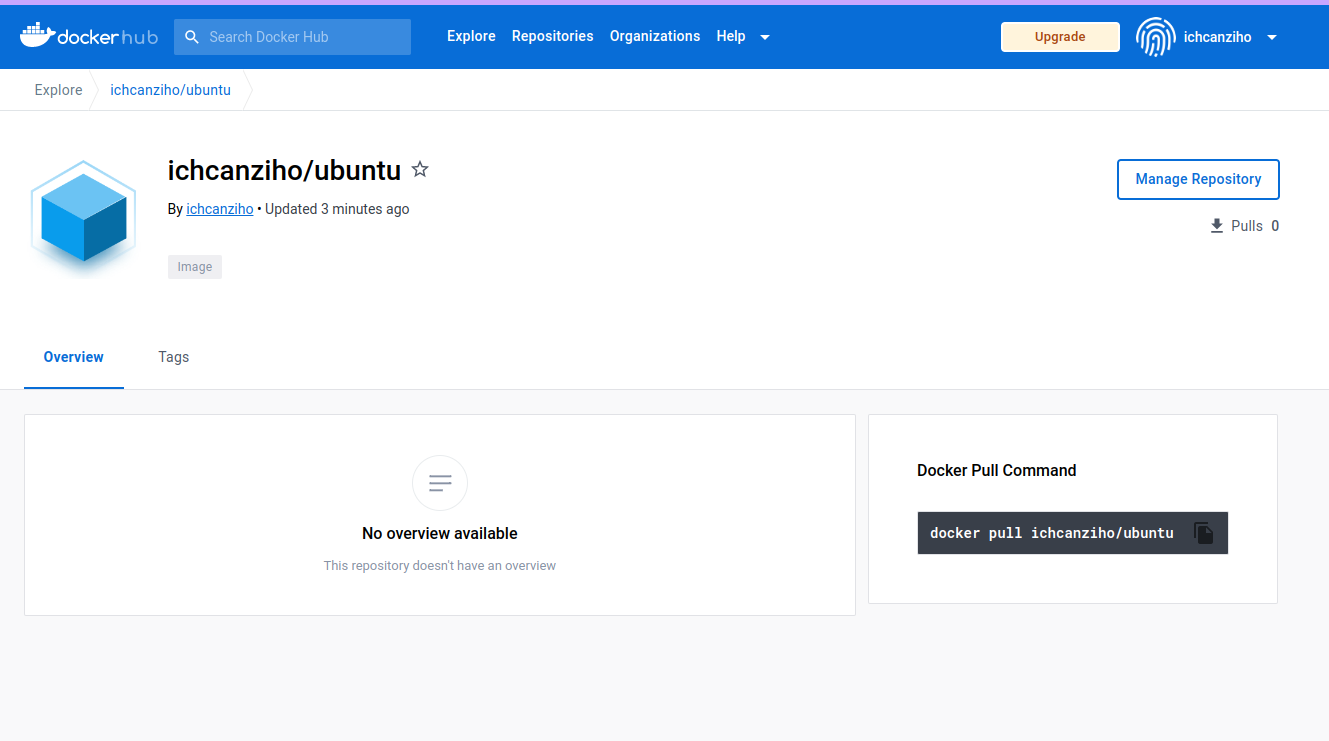 dockerhub
Search Docker Hub
Explore Repositories Organizations Help
Upgrade
ichcanziho
Explore ichcanziho/ubuntu
ichcanziho/ubuntu
Manage Repository
By ichcanziho • Updated 3 minutes ago
Pulls 0
Image
Overview Tags
No overview available
This repository doesn't have an overview
Docker Pull Command
docker pull ichcanziho/ubuntu